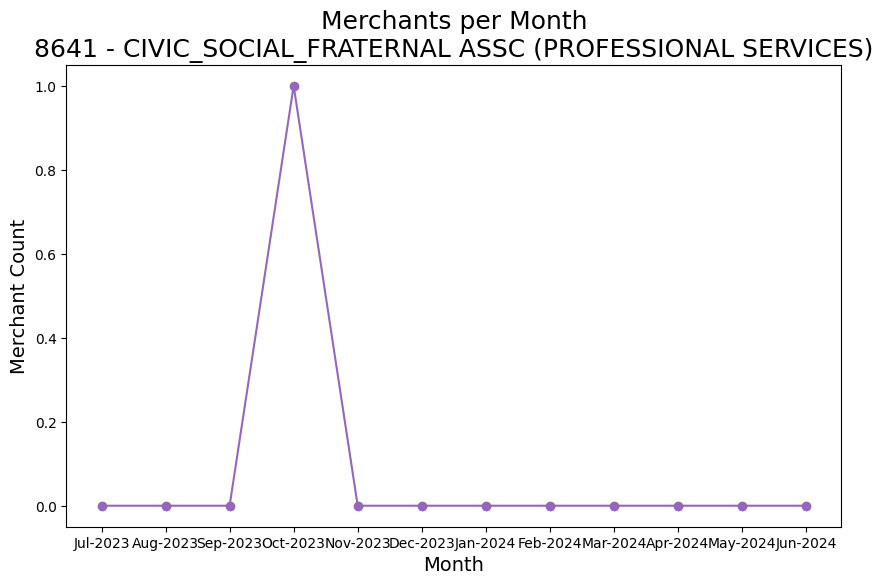 Merchants per Month
8641 - CIVIC_SOCIAL_FRATERNAL ASSC (PROFESSIONAL SERVICES)
Merchant Count
1.0
0.8
0.6
0.4
0.2
0.0
Jul-2023 Aug-2023 Sep-2023 Oct-2023 Nov-2023 Dec-2023 Jan-2024 Feb-2024 Mar-2024 Apr-2024 May-2024 Jun-2024
Month